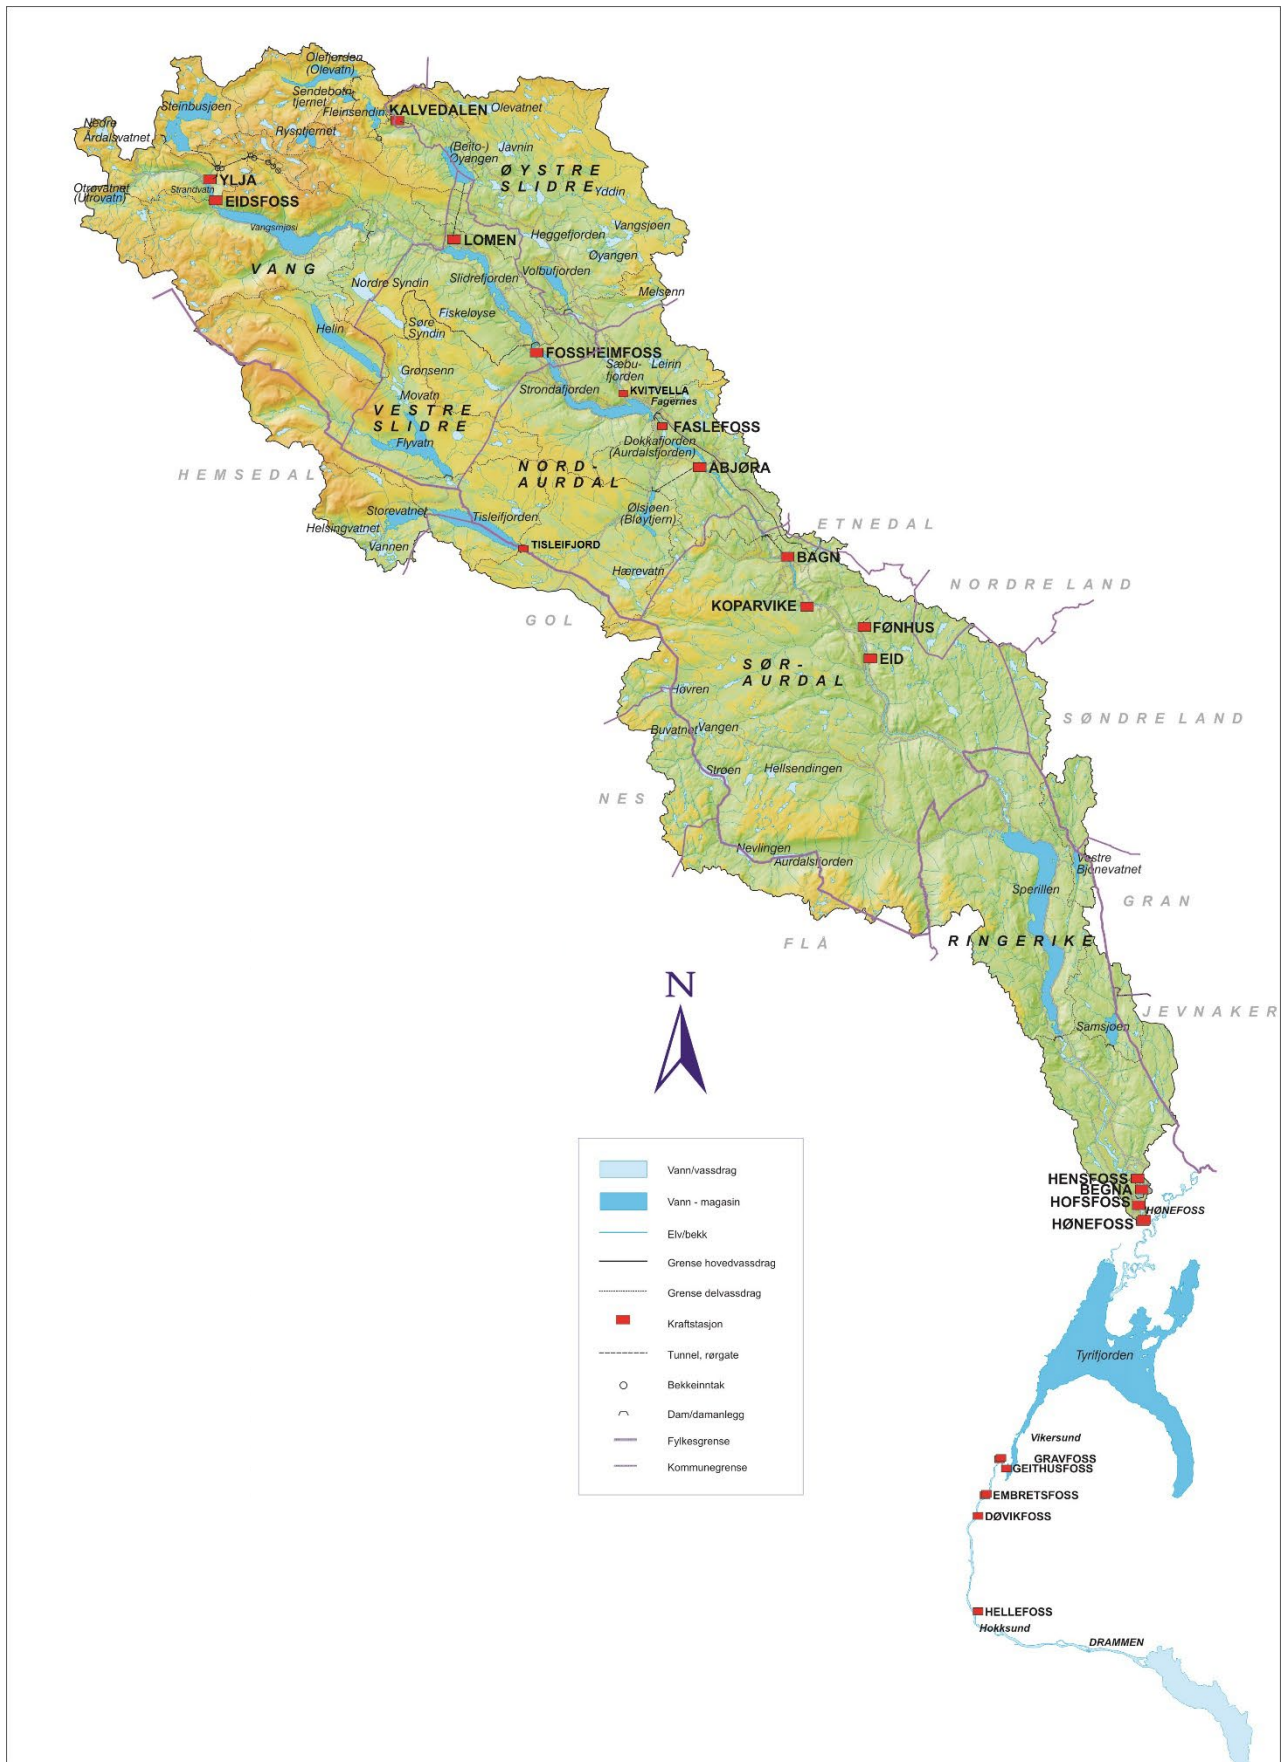 Olefjorden
(Olevatn)
Sendebotn-
tjernet
Steinbusjøen
Fleinsendin
KALVEDALEN
Olevatnet
Nedre
Årdalsvatnet
Rysntjernet
(Beito-)
Øyangen
Javnin
ØYSTRE
SLIDRE
YLJA
Otrøvatnet
(Utrovatn)
Strandvatn
Yddin
EIDSFOSS
Vangsmjøsi
Vangsjøen
LOMEN
Heggefjorden
Øyangen
VANG
Nordre Syndin
Slidrefjorden
Volbufjorden
Melsenn
Fiskeløyse
Helin
Søre
Syndin
FOSSHEIMFOSS
Grønsenn
Sæbu-
fjorden
Leirin
Movatn
Strondafjorden
KVITVELLA
Fagernes
VESTRE
SLIDRE
FASLEFOSS
Flyvatn
Dokkafjorden
(Aurdalsfjorden)
HEMSEDAL
NORD-
AURDAL
ÅBJØRA
Storevatnet
Tisleifjorden
Ølsjøen
(Bløytjern)
Helsingvatnet
ETNEDAL
Vannen
TISLEIFJORD
BAGN
Hærevatn
NORDRE LAND
KOPARVIKE
GOL
FØNHUS
SØR-
AURDAL
EID
Høvren
SØNDRE LAND
Buvatnet
Vangen
Strøen
Hellsendingen
NES
Nevlingen
Aurdalsfjorden
Vestre
Bjonevatnet
Sperillen
GRAN
FLÅ
RINGERIKE
N
JEVNAKER
Samsjøen
Vann/vassdrag
Vann - magasin
Elv/bekk
Grense hovedvassdrag
Grense delvassdrag
Kraftstasjon
Tunnel, rørgate
Bekkeinntak
Dam/damanlegg
Fylkesgrense
Kommunegrense
HENSFOSS
BEGNA
HOFSFOSS
HØNEFOSS
HØNEFOSS
Tyrifjorden
Vikersund
GRAVFOSS
GEITHUSFOSS
EMBRETSFOSS
DØVIKFOSS
HELLEFOSS
Hokksund
DRAMMEN